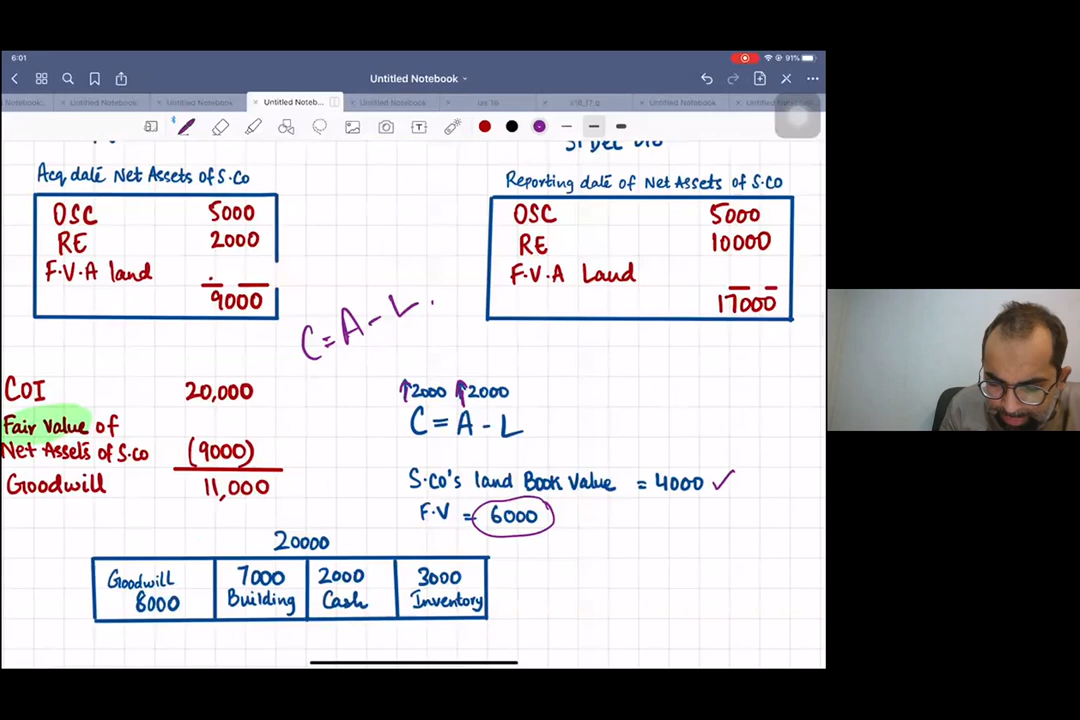 6:01
91%
Untitled Notebook
Notebook...
Untitled Notebook
Untitled Notebook
Untitled Noteb...
Untitled Notebook
ias 16
Untitled Notebook
Acq date Net Assets of S.Co
OSC 5000
RE 2000
F.V.A land
9000
Reporting date of Net Assets of S.Co
OSC 5000
RE 10000
F.V.A Land
17000
C = A - L
COI 20,000
Fair Value of
Net Assets of S.Co (9000)
Goodwill 11,000
↑2000 ↑2000
C = A - L
S.Co's land Book Value = 4000 ✓
F.V = 6000
20000
Goodwill 8000
7000 Building
2000 Cash
3000 Inventory